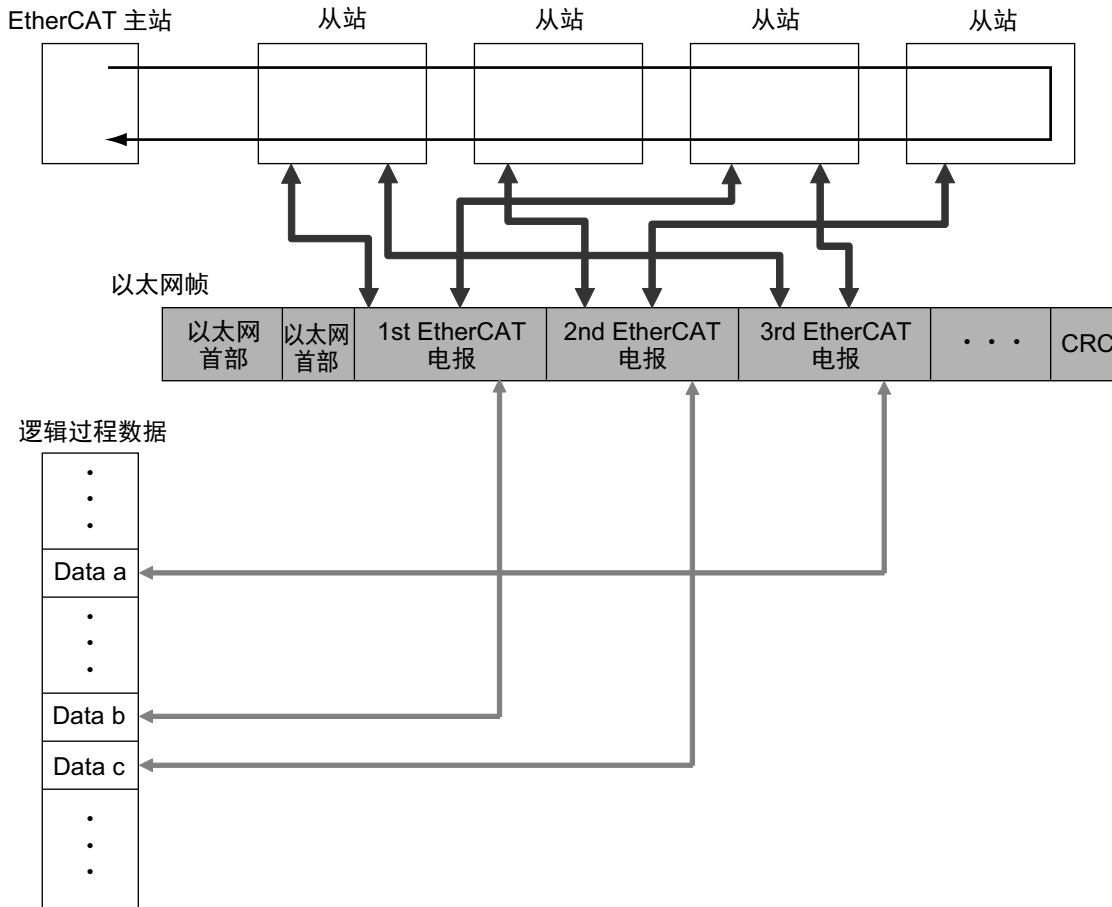 EtherCAT 主站
从站
从站
从站
从站
以太网帧
以太网
首部
以太网
首部
1st EtherCAT
电报
2nd EtherCAT
电报
3rd EtherCAT
电报
・・・
CRC
逻辑过程数据
Data a
Data b
Data c